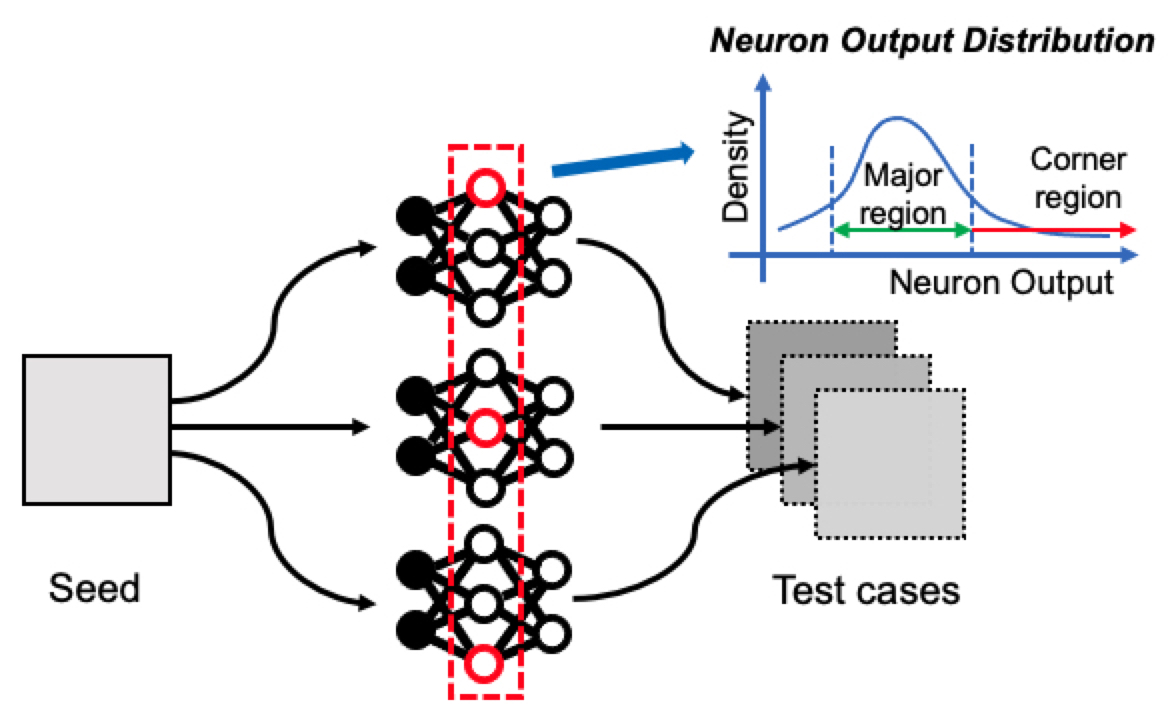 Neuron Output Distribution
Density
Major
region
Corner
region
Neuron Output
Seed
Test cases